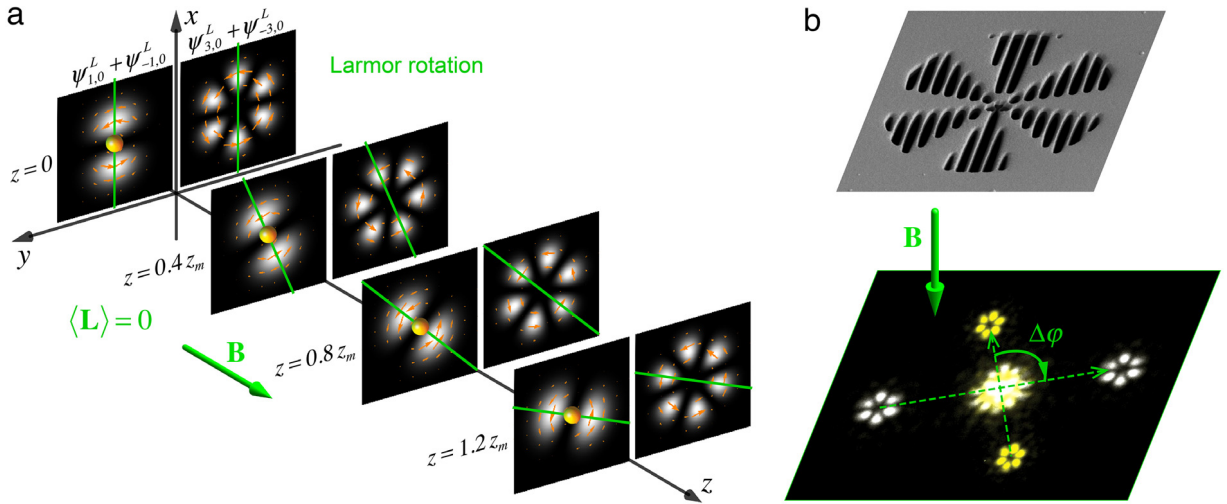 a
x
ψ^L_{1,0} + ψ^L_{-1,0}
ψ^L_{3,0} + ψ^L_{-3,0}
Larmor rotation
z = 0
y
z = 0.4 z_m
⟨L⟩ = 0
B
z = 0.8 z_m
z = 1.2 z_m
z
b
B
Δφ